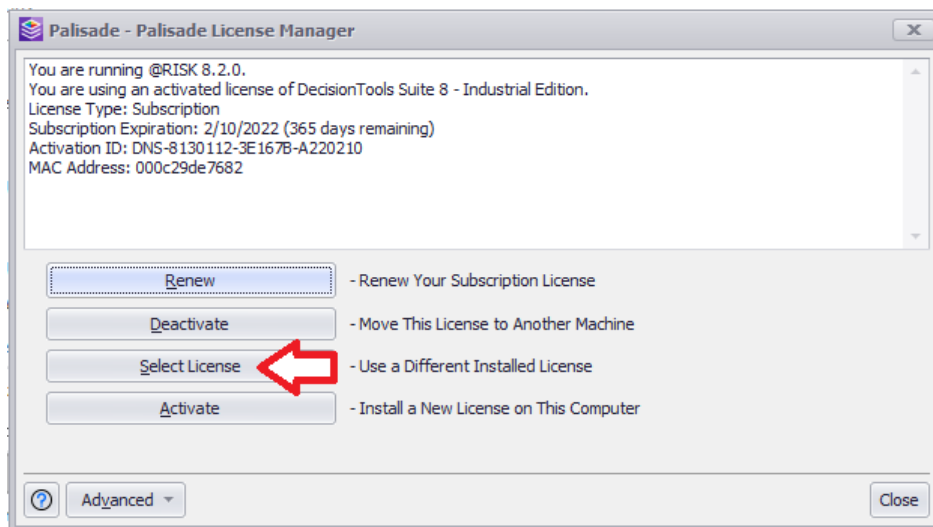 Palisade - Palisade License Manager
You are running @RISK 8.2.0.
You are using an activated license of DecisionTools Suite 8 - Industrial Edition.
License Type: Subscription
Subscription Expiration: 2/10/2022 (365 days remaining)
Activation ID: DNS-8130112-3E167B-A220210
MAC Address: 000c29de7682
Renew - Renew Your Subscription License
Deactivate - Move This License to Another Machine
Select License - Use a Different Installed License
Activate - Install a New License on This Computer
? Advanced Close